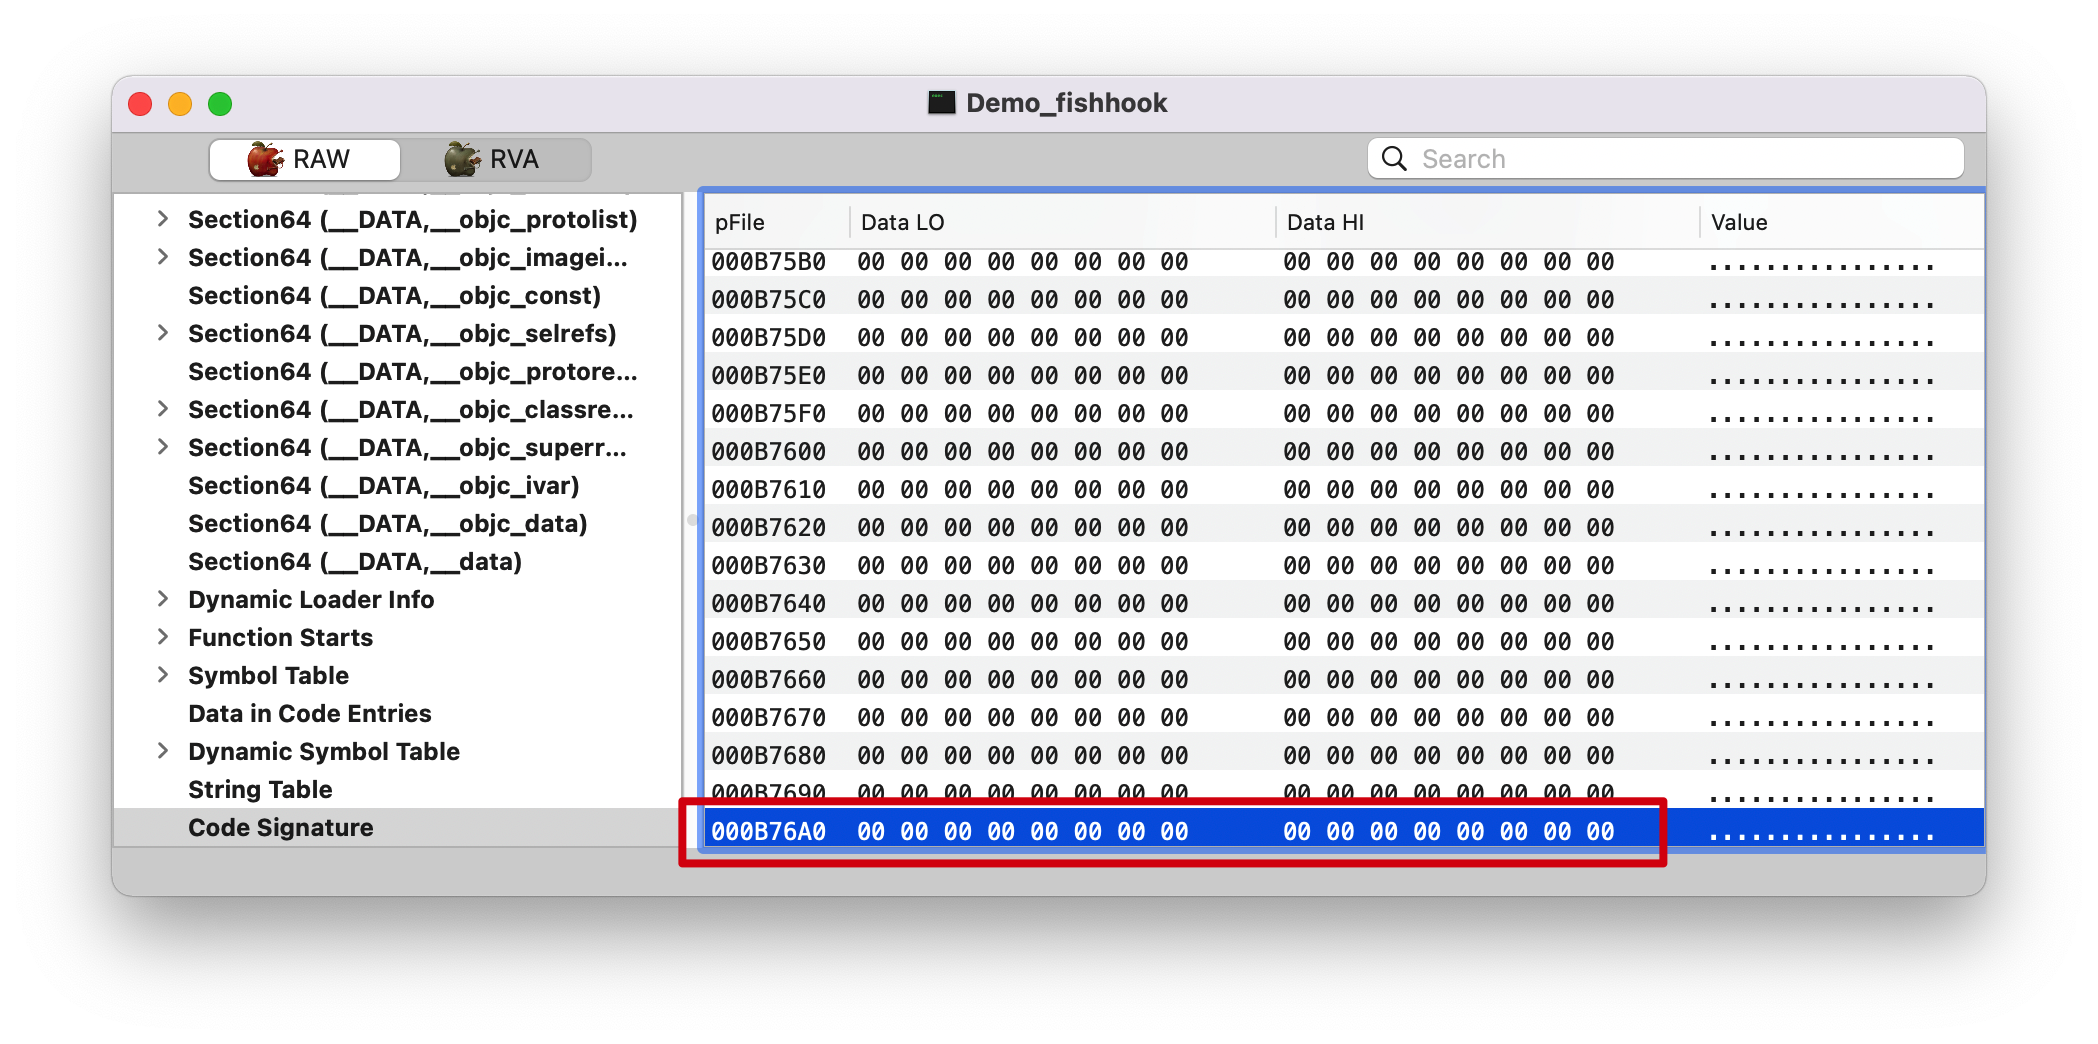 Demo_fishhook
RAW RVA Search
Section64 (__DATA,__objc_protolist)
Section64 (__DATA,__objc_imagei...
Section64 (__DATA,__objc_const)
Section64 (__DATA,__objc_selrefs)
Section64 (__DATA,__objc_protore...
Section64 (__DATA,__objc_classre...
Section64 (__DATA,__objc_superr...
Section64 (__DATA,__objc_ivar)
Section64 (__DATA,__objc_data)
Section64 (__DATA,__data)
Dynamic Loader Info
Function Starts
Symbol Table
Data in Code Entries
Dynamic Symbol Table
String Table
Code Signature
pFile Data LO Data HI Value
000B75B0 00 00 00 00 00 00 00 00 00 00 00 00 00 00 00 00 ................
000B75C0 00 00 00 00 00 00 00 00 00 00 00 00 00 00 00 00 ................
000B75D0 00 00 00 00 00 00 00 00 00 00 00 00 00 00 00 00 ................
000B75E0 00 00 00 00 00 00 00 00 00 00 00 00 00 00 00 00 ................
000B75F0 00 00 00 00 00 00 00 00 00 00 00 00 00 00 00 00 ................
000B7600 00 00 00 00 00 00 00 00 00 00 00 00 00 00 00 00 ................
000B7610 00 00 00 00 00 00 00 00 00 00 00 00 00 00 00 00 ................
000B7620 00 00 00 00 00 00 00 00 00 00 00 00 00 00 00 00 ................
000B7630 00 00 00 00 00 00 00 00 00 00 00 00 00 00 00 00 ................
000B7640 00 00 00 00 00 00 00 00 00 00 00 00 00 00 00 00 ................
000B7650 00 00 00 00 00 00 00 00 00 00 00 00 00 00 00 00 ................
000B7660 00 00 00 00 00 00 00 00 00 00 00 00 00 00 00 00 ................
000B7670 00 00 00 00 00 00 00 00 00 00 00 00 00 00 00 00 ................
000B7680 00 00 00 00 00 00 00 00 00 00 00 00 00 00 00 00 ................
000B7690 00 00 00 00 00 00 00 00 00 00 00 00 00 00 00 00 ................
000B76A0 00 00 00 00 00 00 00 00 00 00 00 00 00 00 00 00 ................